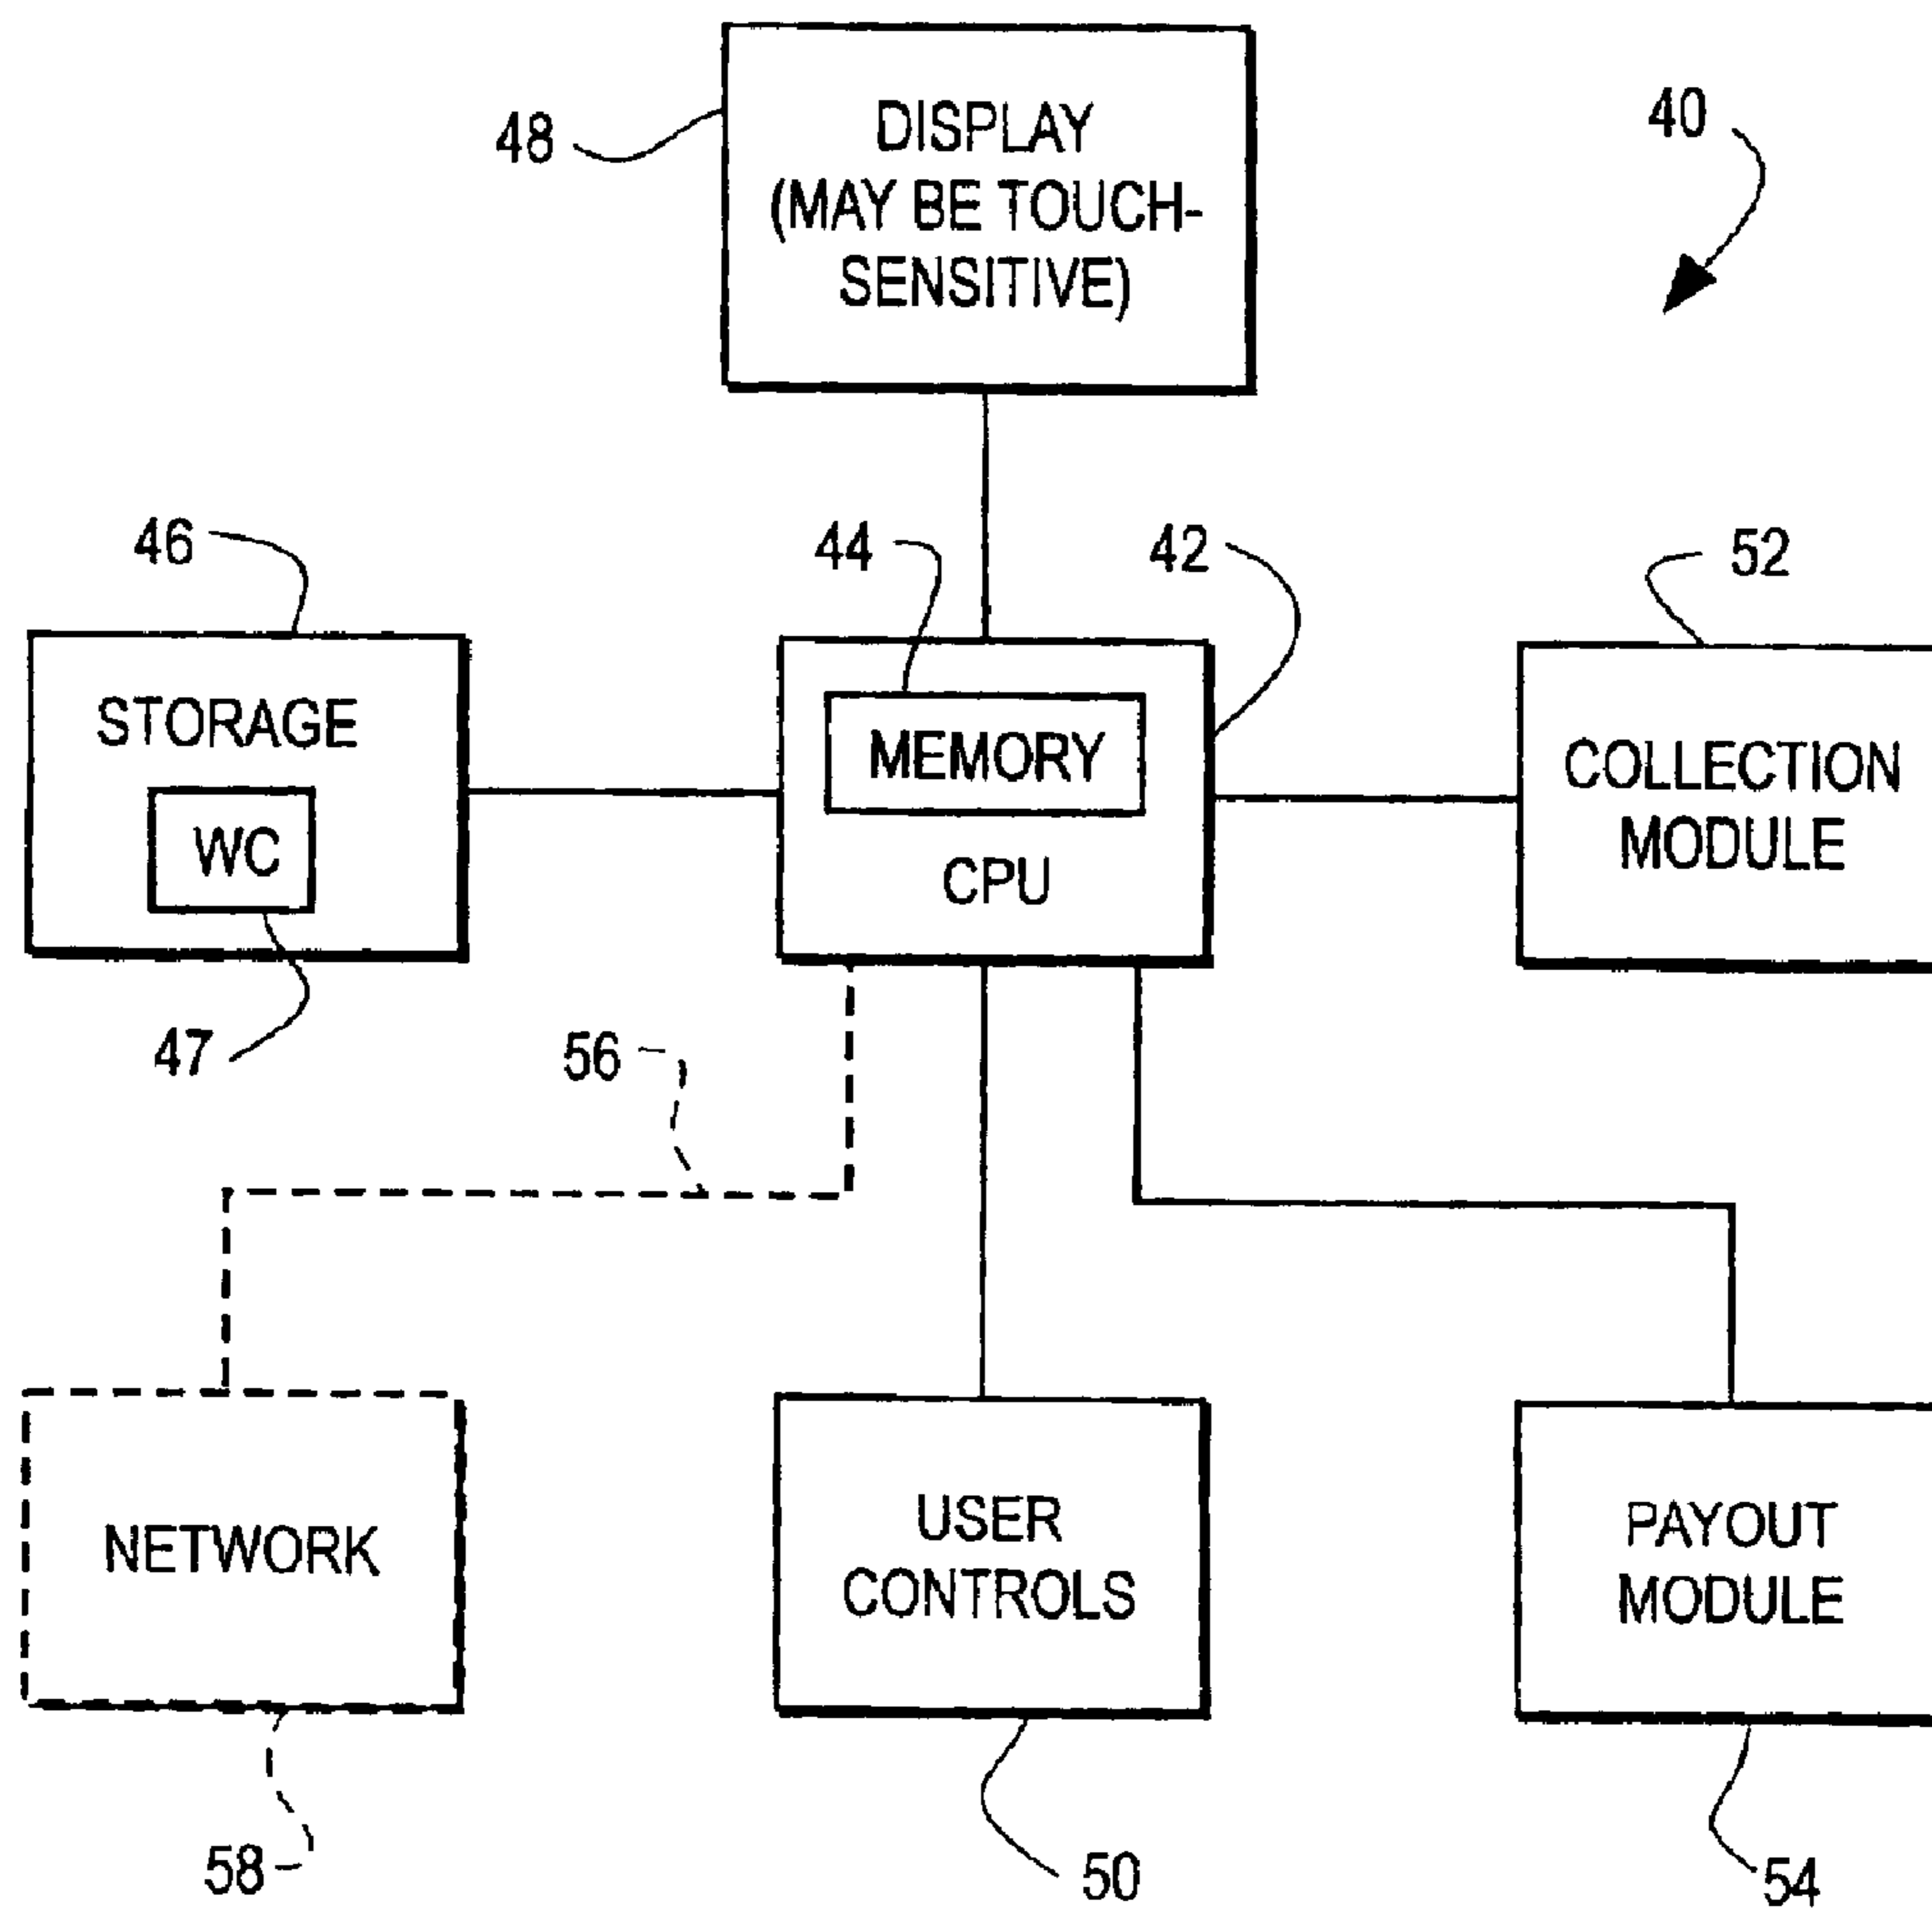 48
DISPLAY
(MAY BE TOUCH-
SENSITIVE)
40
46
44
42
52
STORAGE
WC
47
MEMORY
CPU
COLLECTION
MODULE
56
NETWORK
58
USER
CONTROLS
50
PAYOUT
MODULE
54